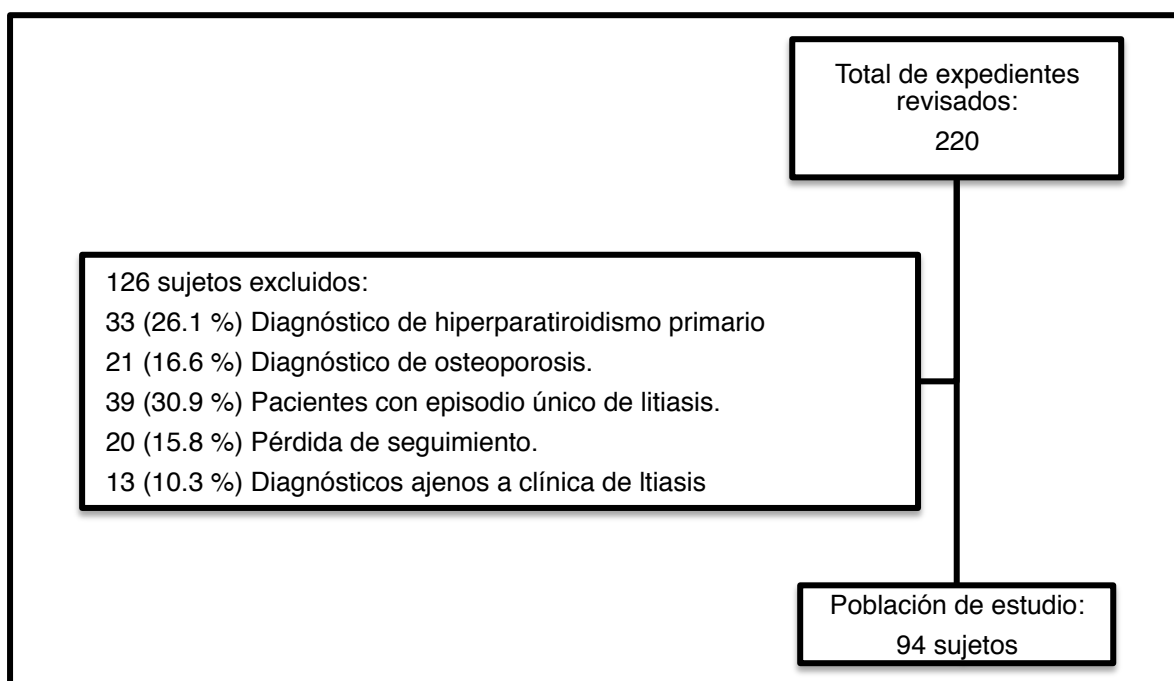 Total de expedientes
revisados:
220
126 sujetos excluidos:
33 (26.1 %) Diagnóstico de hiperparatiroidismo primario
21 (16.6 %) Diagnóstico de osteoporosis.
39 (30.9 %) Pacientes con episodio único de litiasis.
20 (15.8 %) Pérdida de seguimiento.
13 (10.3 %) Diagnósticos ajenos a clínica de ltiasis
Población de estudio:
94 sujetos